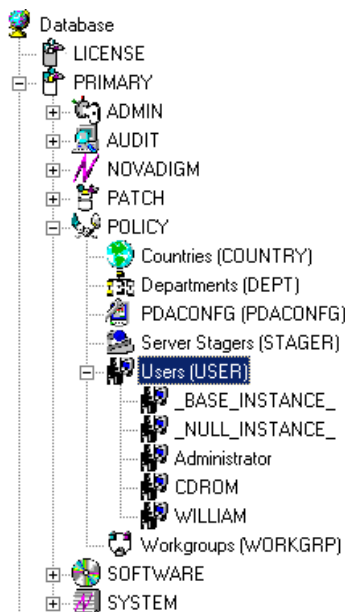 Database
LICENSE
PRIMARY
ADMIN
AUDIT
NOVADIGM
PATCH
POLICY
Countries (COUNTRY)
Departments (DEPT)
PDACONFG (PDACONFG)
Server Stagers (STAGER)
Users (USER)
_BASE_INSTANCE_
_NULL_INSTANCE_
Administrator
CDROM
WILLIAM
Workgroups (WORKGRP)
SOFTWARE
SYSTEM